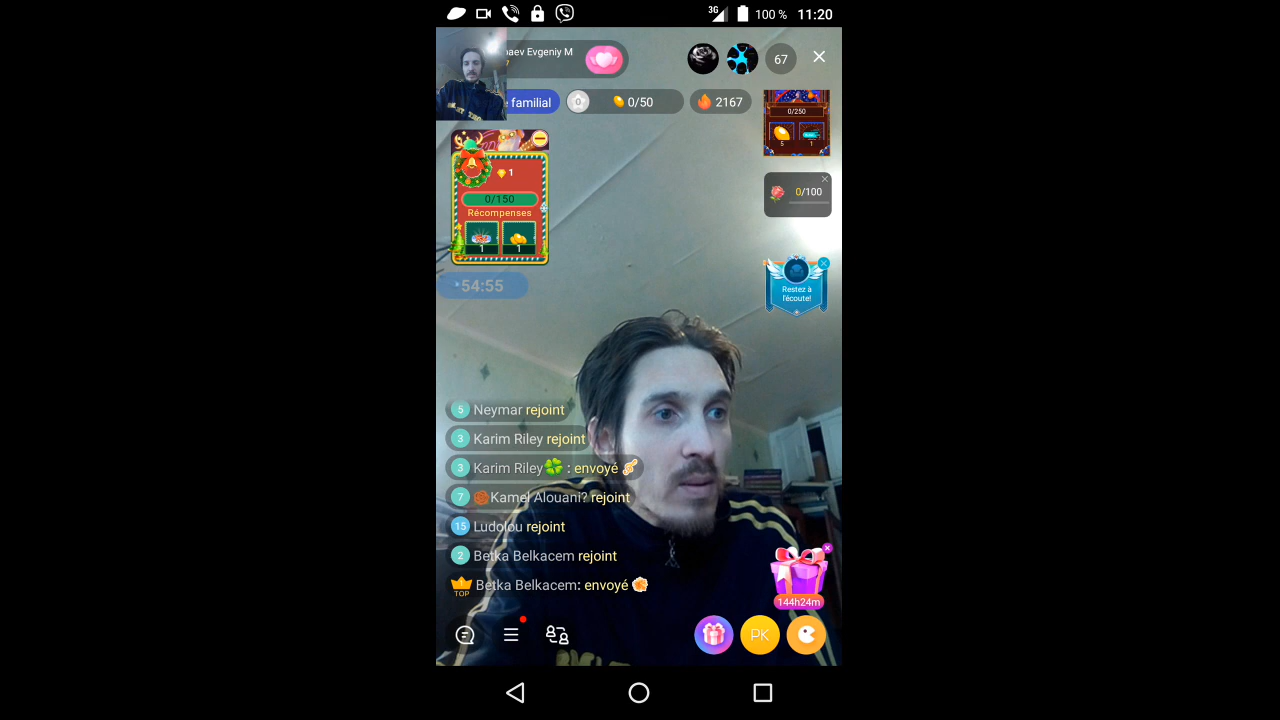 3G 100 % 11:20
Evgeniy M
67
familial 0 0/50 2167
0/250
5 1
1
0/150
Récompenses
1 1
0/100
54:55
Restez à
l'écoute!
5 Neymar rejoint
3 Karim Riley rejoint
3 Karim Riley🍀 : envoyé
7 Kamel Alouani? rejoint
15 Ludolou rejoint
2 Betka Belkacem rejoint
TOP Betka Belkacem: envoyé
144h24m
PK